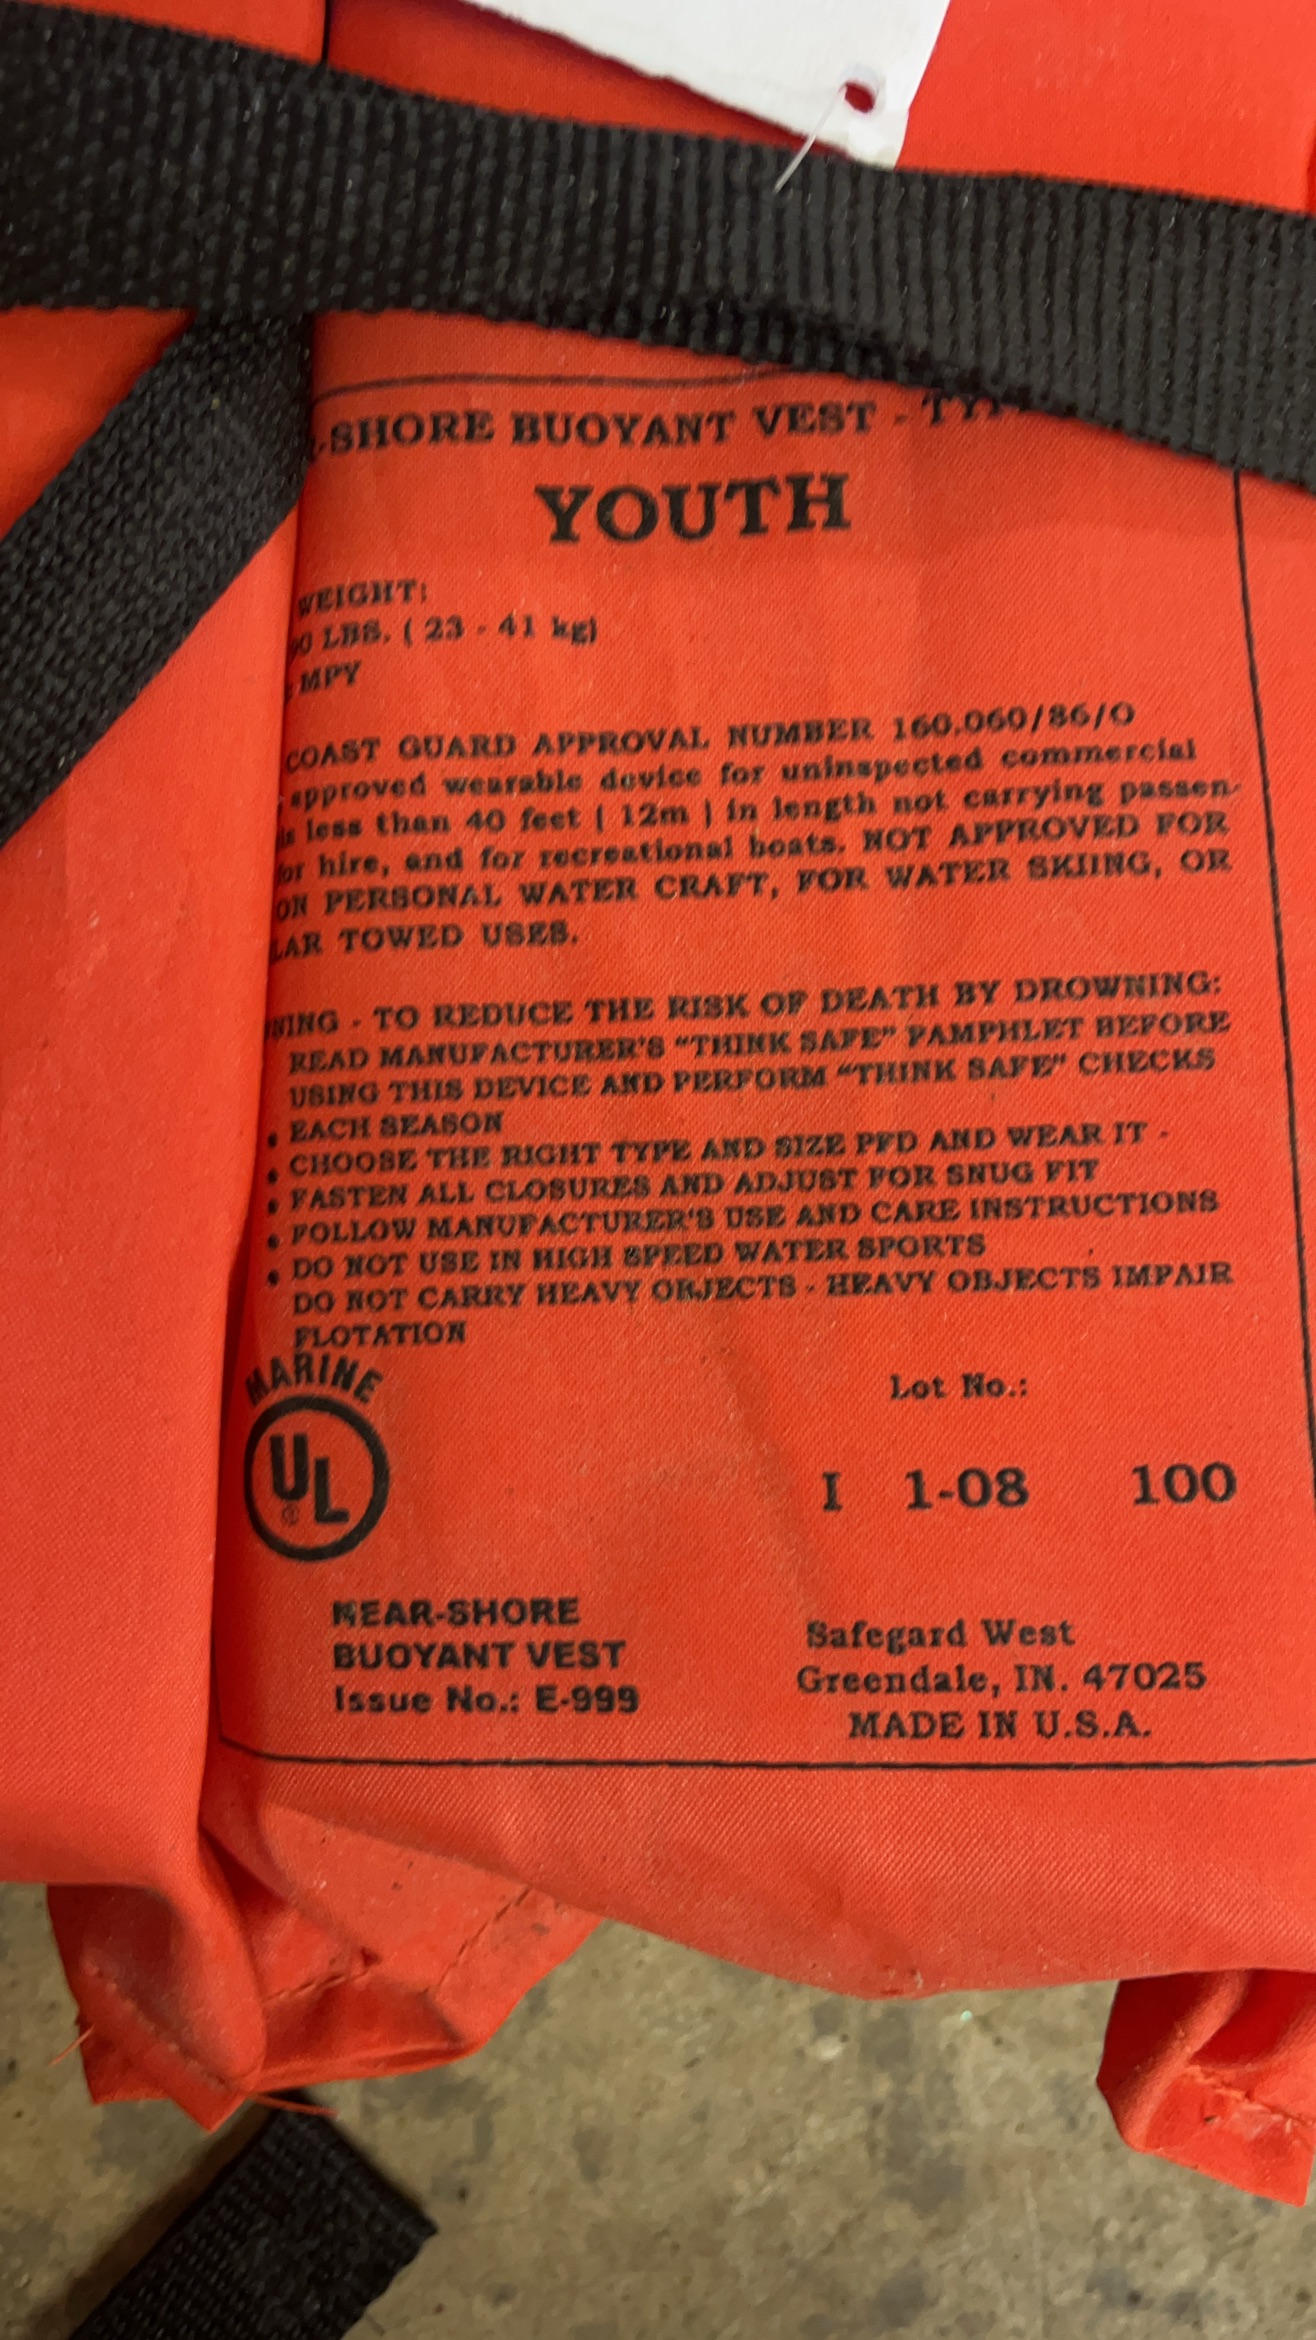 -SHORE BUOYANT VEST - TYP
YOUTH
WEIGHT:
0 LBS. ( 23 - 41 kg)
: MPY
COAST GUARD APPROVAL NUMBER 160.060/86/O
approved wearable device for uninspected commercial
ls less than 40 feet ( 12m ) in length not carrying passen-
for hire, and for recreational boats. NOT APPROVED FOR
ON PERSONAL WATER CRAFT, FOR WATER SKIING, OR
LAR TOWED USES.
NING - TO REDUCE THE RISK OF DEATH BY DROWNING:
READ MANUFACTURER'S "THINK SAFE" PAMPHLET BEFORE
USING THIS DEVICE AND PERFORM "THINK SAFE" CHECKS
• EACH SEASON
• CHOOSE THE RIGHT TYPE AND SIZE PFD AND WEAR IT -
• FASTEN ALL CLOSURES AND ADJUST FOR SNUG FIT
• FOLLOW MANUFACTURER'S USE AND CARE INSTRUCTIONS
• DO NOT USE IN HIGH SPEED WATER SPORTS
DO NOT CARRY HEAVY OBJECTS - HEAVY OBJECTS IMPAIR
FLOTATION
MARINE
UL
®
Lot No.:
I 1-08 100
NEAR-SHORE
BUOYANT VEST
Issue No.: E-999
Safegard West
Greendale, IN. 47025
MADE IN U.S.A.